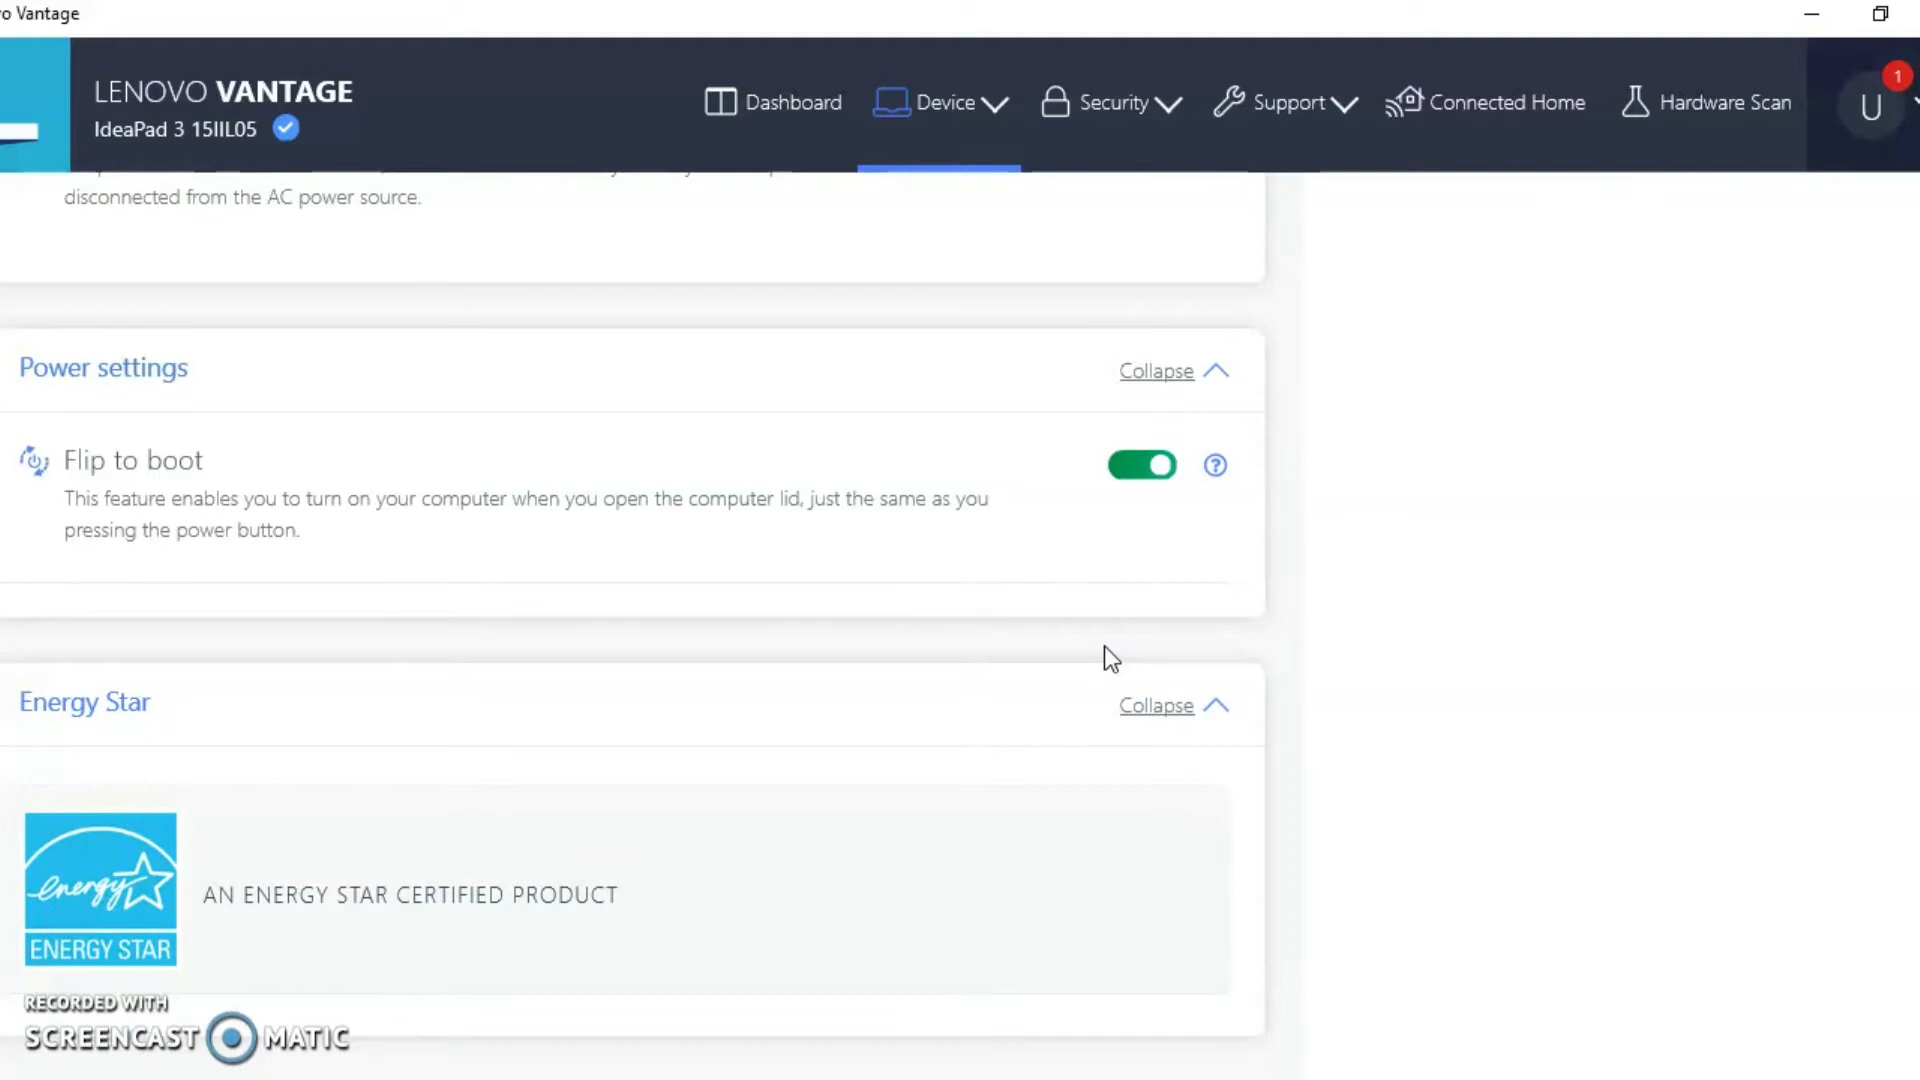 o Vantage
LENOVO VANTAGE
IdeaPad 3 15IIL05
Dashboard
Device
Security
Support
Connected Home
Hardware Scan
U
1
disconnected from the AC power source.
Power settings
Collapse
Flip to boot
This feature enables you to turn on your computer when you open the computer lid, just the same as you
pressing the power button.
Energy Star
Collapse
energy
ENERGY STAR
AN ENERGY STAR CERTIFIED PRODUCT
RECORDED WITH
SCREENCAST MATIC